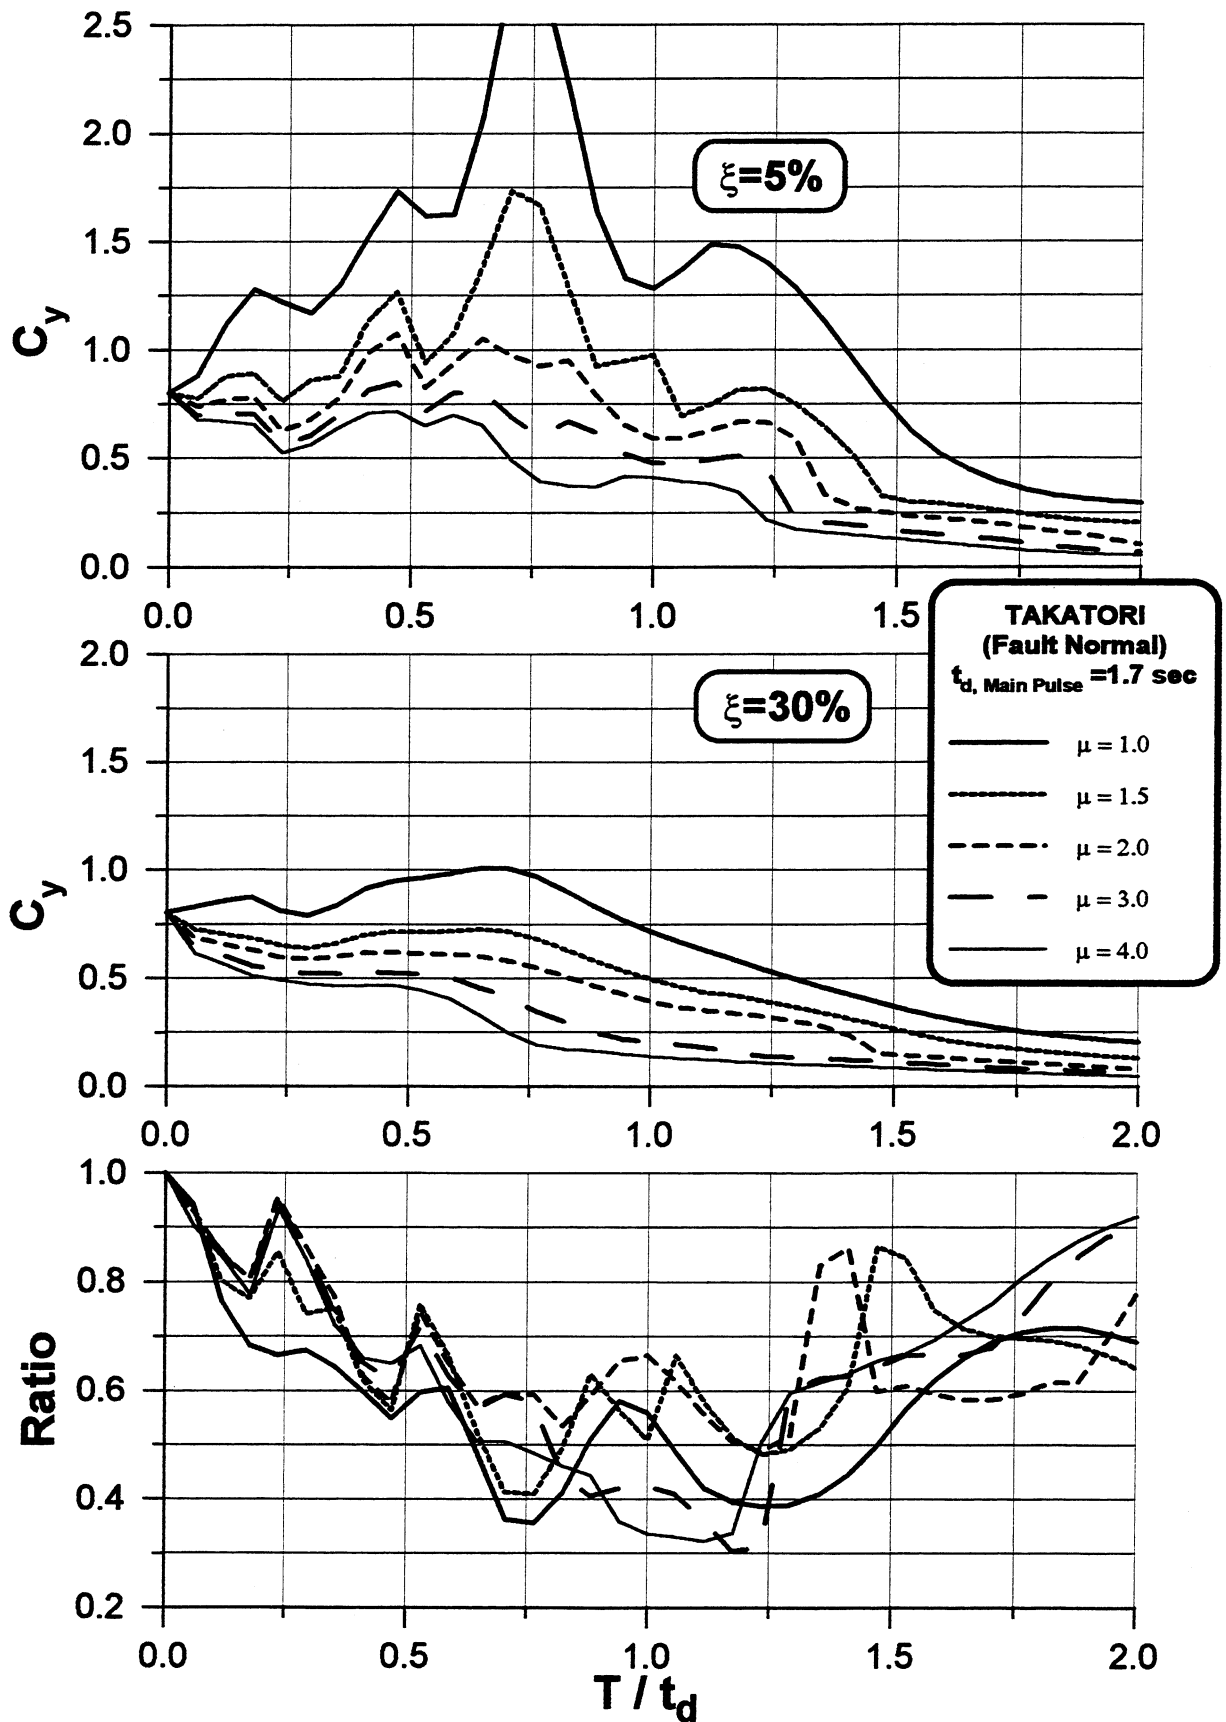 2.5
2.0
1.5
1.0
0.5
0.0
Cy
ξ=5%
0.0 0.5 1.0 1.5
TAKATORI
(Fault Normal)
td, Main Pulse =1.7 sec
μ = 1.0
μ = 1.5
μ = 2.0
μ = 3.0
μ = 4.0
2.0
1.5
1.0
0.5
0.0
Cy
ξ=30%
0.0 0.5 1.0 1.5 2.0
1.0
0.8
0.6
0.4
0.2
Ratio
0.0 0.5 1.0 1.5 2.0
T / td